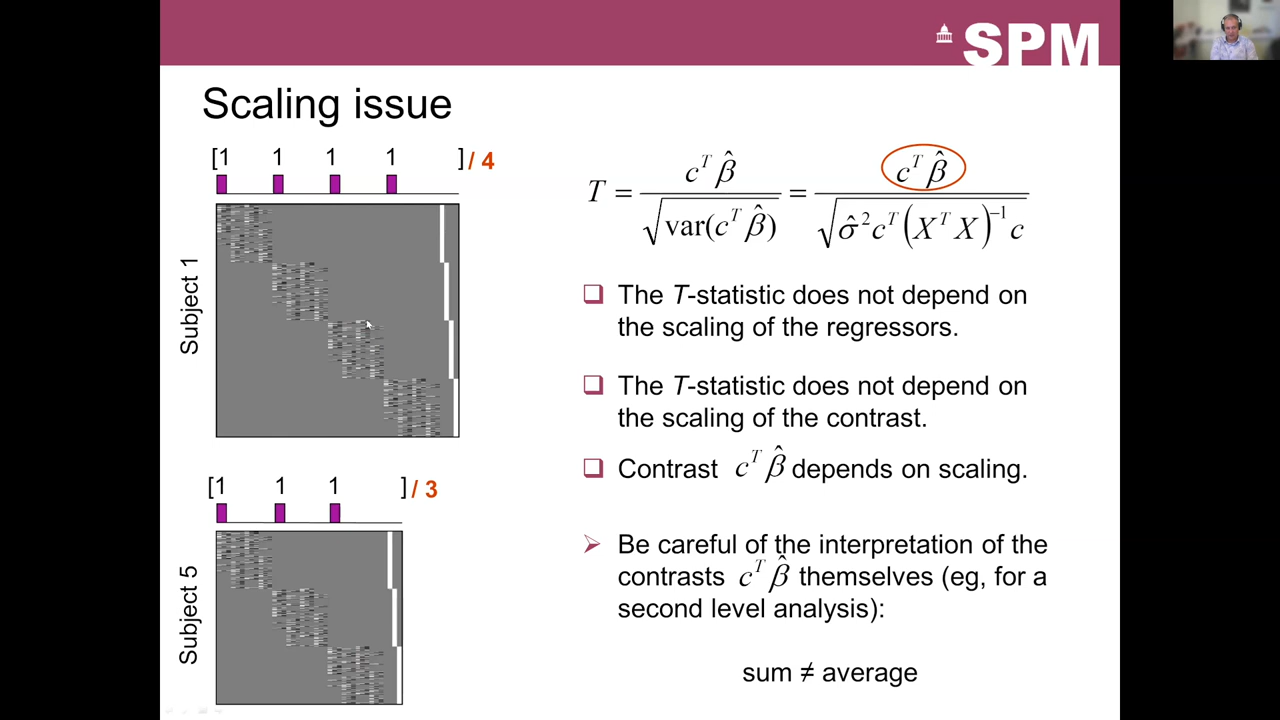 SPM
Scaling issue
[1 1 1 1 ] / 4
Subject 1
[1 1 1 ] / 3
Subject 5
T = c^T β̂ / √var(c^T β̂) = c^T β̂ / √(σ̂² c^T (X^T X)⁻¹ c)
❑ The T-statistic does not depend on
the scaling of the regressors.
❑ The T-statistic does not depend on
the scaling of the contrast.
❑ Contrast c^T β̂ depends on scaling.
➢ Be careful of the interpretation of the
contrasts c^T β̂ themselves (eg, for a
second level analysis):
sum ≠ average